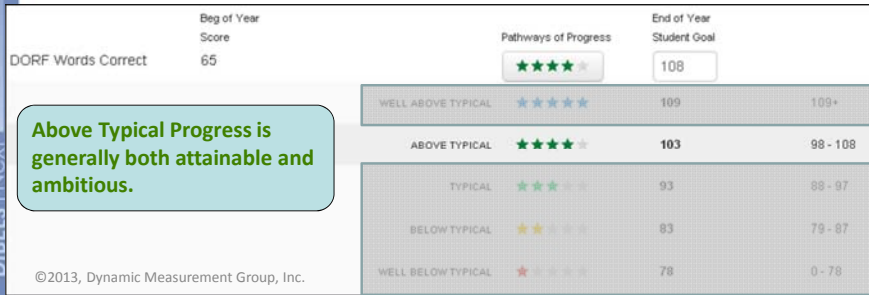 Beg of Year
Score
Pathways of Progress
End of Year
Student Goal
DORF Words Correct 65 108
WELL ABOVE TYPICAL 109 109+
ABOVE TYPICAL 103 98 - 108
TYPICAL 93 88 - 97
BELOW TYPICAL 83 79 - 87
WELL BELOW TYPICAL 78 0 - 78
Above Typical Progress is
generally both attainable and
ambitious.
©2013, Dynamic Measurement Group, Inc.